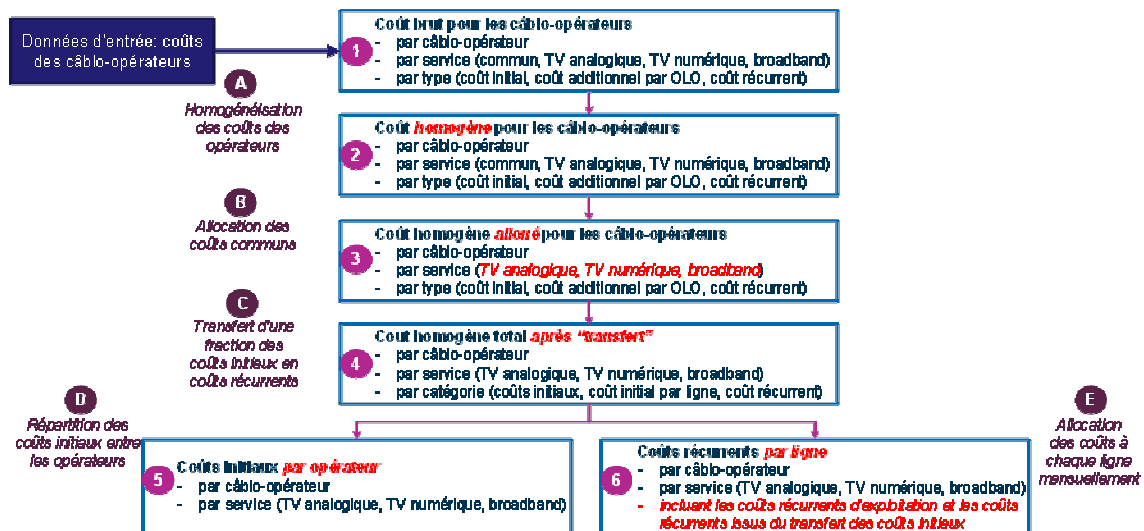 Données d'entrée: coûts
des câblo-opérateurs
Coût brut pour les câblo-opérateurs
1
- par câblo-opérateur
- par service (commun, TV analogique, TV numérique, broadband)
- par type (coût initial, coût additionnel par OLO, coût récurrent)
A
Homogénéisation
des coûts des
opérateurs
Coût homogène pour les câblo-opérateurs
2
- par câblo-opérateur
- par service (commun, TV analogique, TV numérique, broadband)
- par type (coût initial, coût additionnel par OLO, coût récurrent)
B
Allocation des
coûts communs
Coût homogène alloué pour les câblo-opérateurs
3
- par câblo-opérateur
- par service (TV analogique, TV numérique, broadband)
- par type (coût initial, coût additionnel par OLO, coût récurrent)
C
Transfert d'une
fraction des
coûts initiaux en
coûts récurrents
Coût homogène total après "transfert"
4
- par câblo-opérateur
- par service (TV analogique, TV numérique, broadband)
- par catégorie (coûts initiaux, coût initial par ligne, coût récurrent)
D
Répartition des
coûts initiaux entre
les opérateurs
E
Allocation
des coûts à
chaque ligne
mensuellement
Coûts initiaux par opérateur
5
- par câblo-opérateur
- par service (TV analogique, TV numérique, broadband)
Coûts récurrents par ligne
6
- par câblo-opérateur
- par service (TV analogique, TV numérique, broadband)
- incluant les coûts récurrents d'exploitation et les coûts
récurrents issus du transfert des coûts initiaux